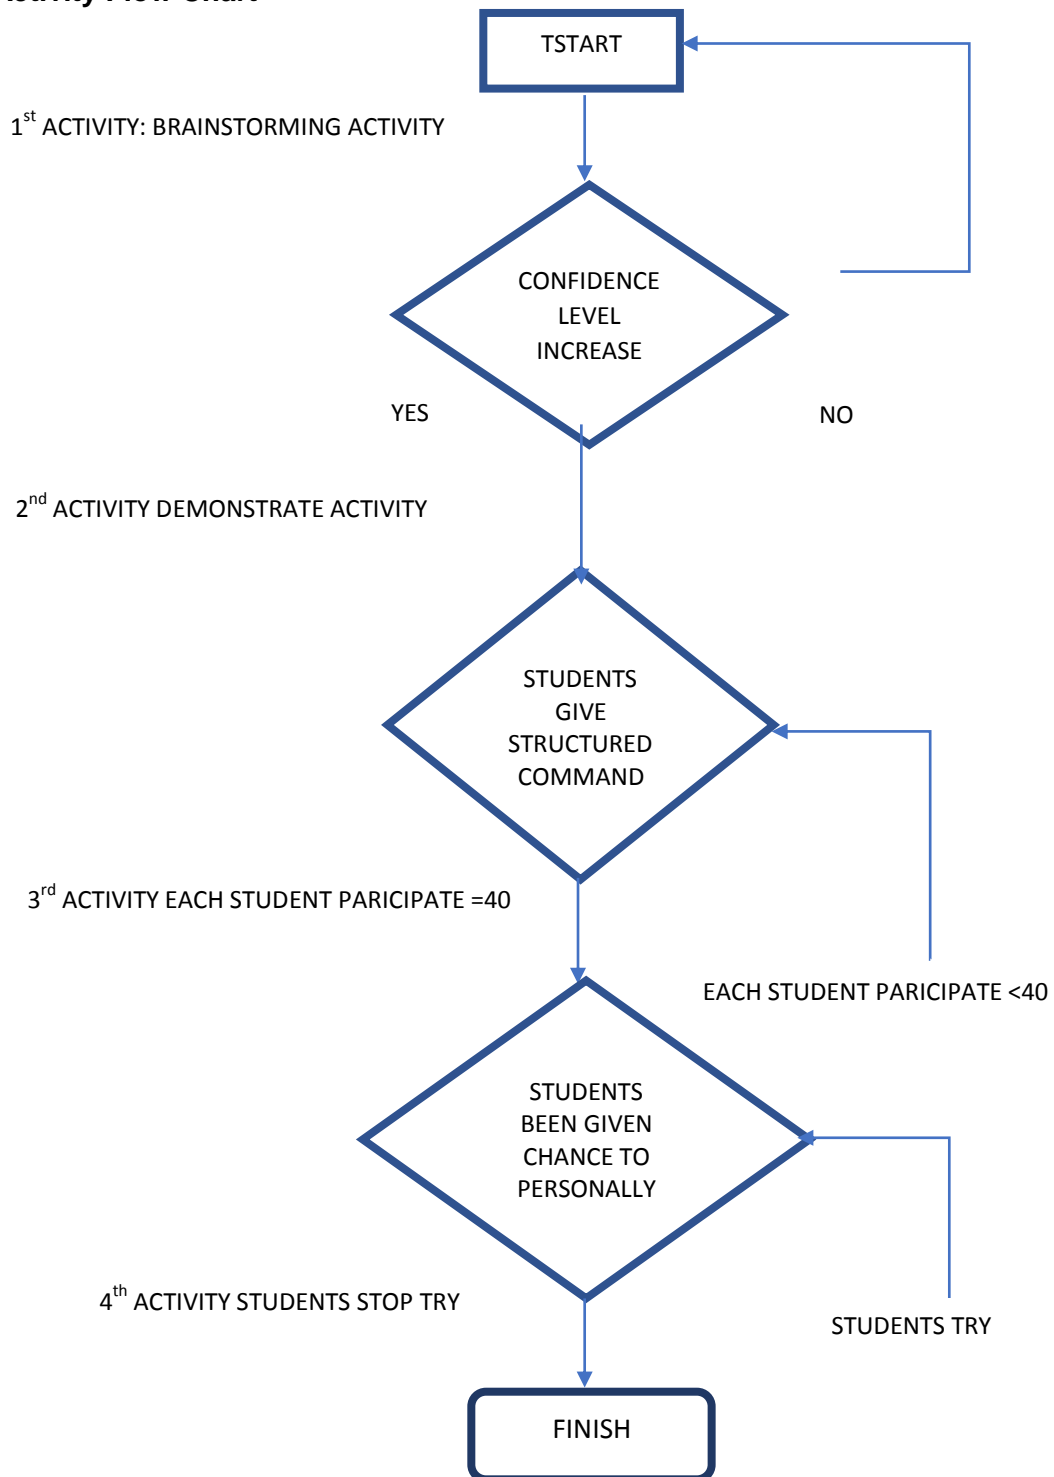 TSTART
1st ACTIVITY: BRAINSTORMING ACTIVITY
CONFIDENCE
LEVEL
INCREASE
YES
NO
2nd ACTIVITY DEMONSTRATE ACTIVITY
STUDENTS
GIVE
STRUCTURED
COMMAND
3rd ACTIVITY EACH STUDENT PARICIPATE =40
EACH STUDENT PARICIPATE <40
STUDENTS
BEEN GIVEN
CHANCE TO
PERSONALLY
4th ACTIVITY STUDENTS STOP TRY
STUDENTS TRY
FINISH